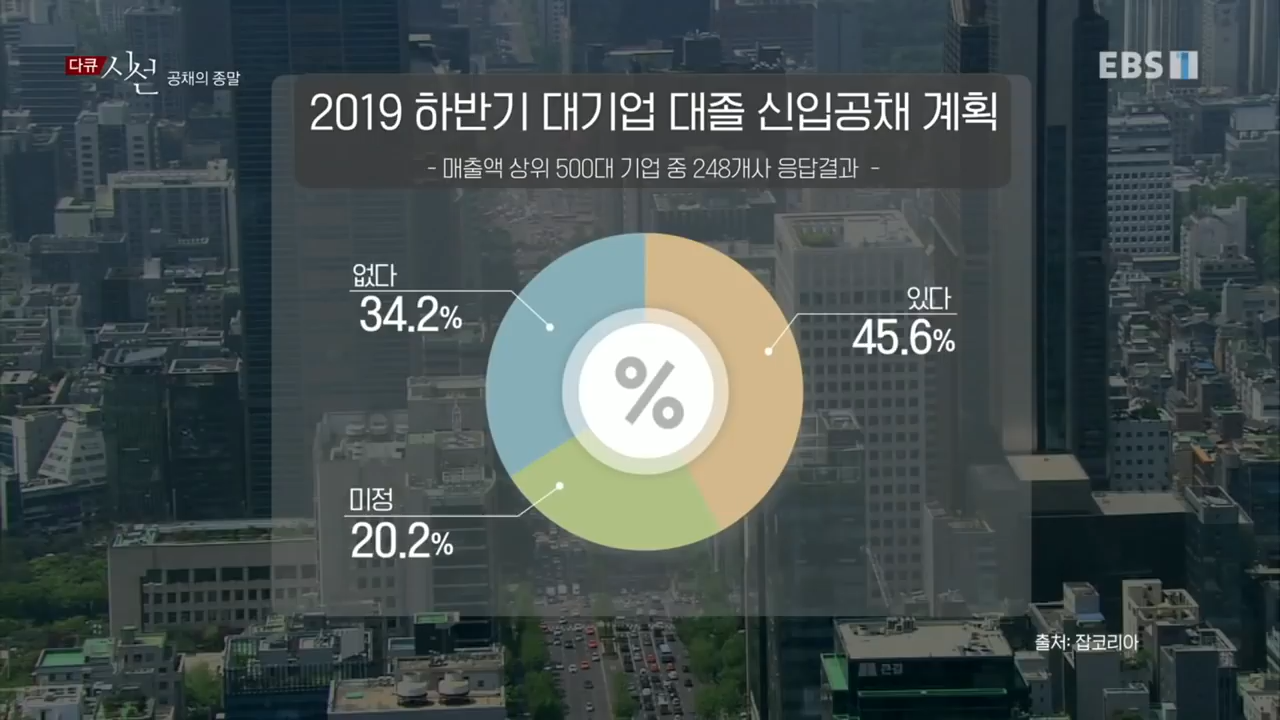 다큐 시선 공채의 종말
EBS 1
2019 하반기 대기업 대졸 신입공채 계획
- 매출액 상위 500대 기업 중 248개사 응답결과 -
없다
34.2%
있다
45.6%
%
미정
20.2%
출처: 잡코리아